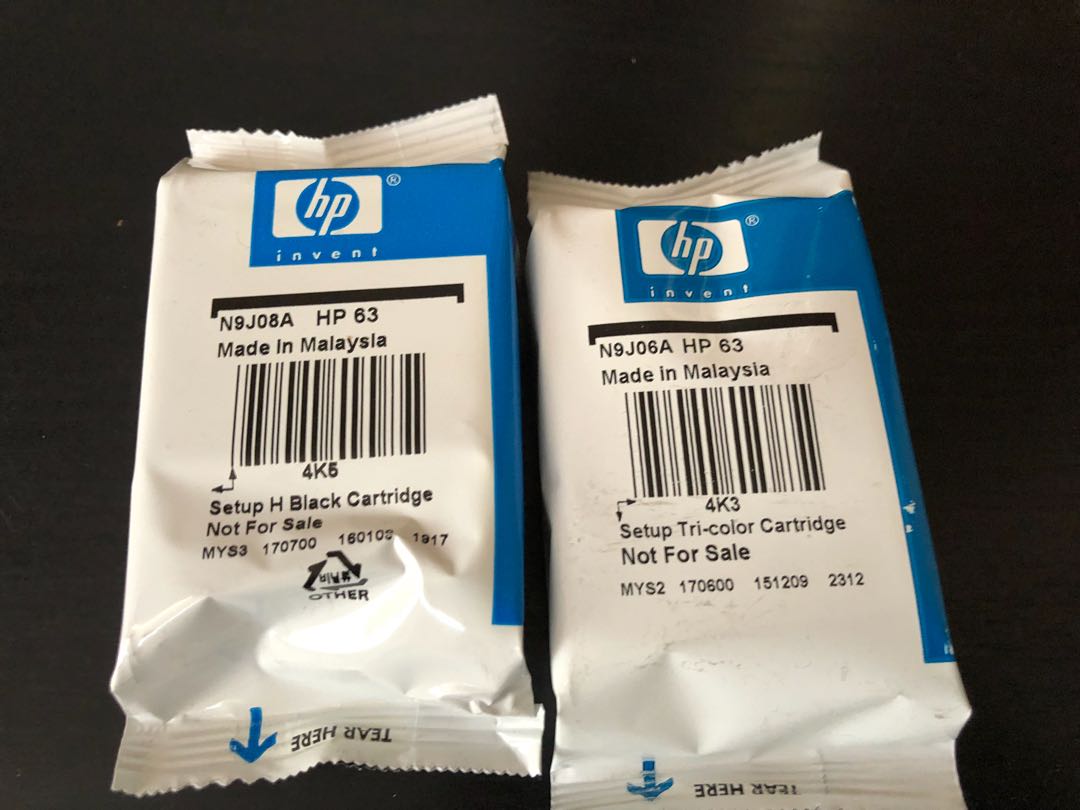 hp®
invent
N9J08A HP 63
Made In Malaysia
4K5
Setup H Black Cartridge
Not For Sale
MYS3 170700 1917
OTHER
TEAR HERE
hp®
invent
N9J06A HP 63
Made in Malaysia
4K3
Setup Tri-color Cartridge
Not For Sale
MYS2 170600 151209 2312
TEAR HERE